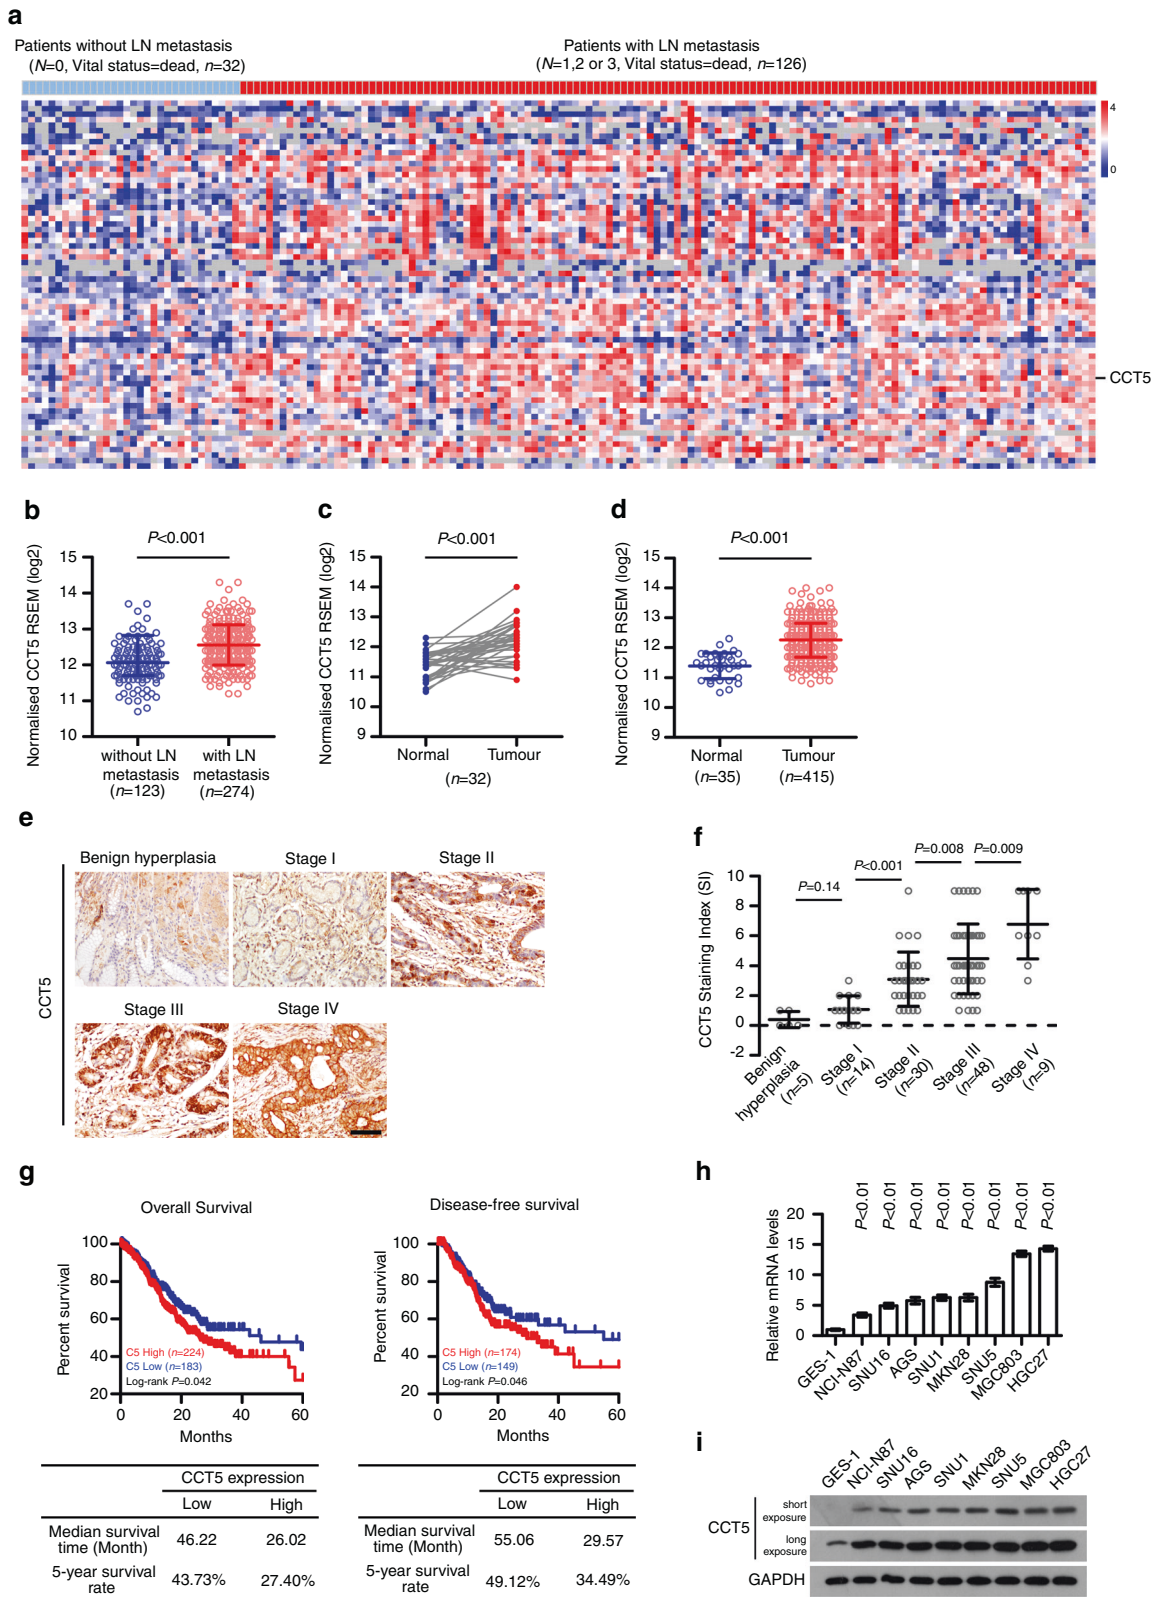 a
Patients without LN metastasis
(N=0, Vital status=dead, n=32)
Patients with LN metastasis
(N=1,2 or 3, Vital status=dead, n=126)
4
0
CCT5
b
P<0.001
Normalised CCT5 RSEM (log2)
15
14
13
12
11
10
without LN
metastasis
(n=123)
with LN
metastasis
(n=274)
c
P<0.001
Normalised CCT5 RSEM (log2)
15
14
13
12
11
10
9
Normal
Tumour
(n=32)
d
P<0.001
Normalised CCT5 RSEM (log2)
15
14
13
12
11
10
9
Normal
(n=35)
Tumour
(n=415)
e
CCT5
Benign hyperplasia
Stage I
Stage II
Stage III
Stage IV
f
P=0.14
P<0.001
P=0.008
P=0.009
CCT5 Staining Index (SI)
10
8
6
4
2
0
-2
Benign
hyperplasia
(n=5)
Stage I
(n=14)
Stage II
(n=30)
Stage III
(n=48)
Stage IV
(n=9)
g
Overall Survival
Percent survival
100
80
60
40
20
C5 High (n=224)
C5 Low (n=183)
Log-rank P=0.042
0 20 40 60
Months
CCT5 expression
Low High
Median survival
time (Month)
46.22 26.02
5-year survival
rate
43.73% 27.40%
Disease-free survival
Percent survival
100
80
60
40
20
C5 High (n=174)
C5 Low (n=149)
Log-rank P=0.046
0 20 40 60
Months
CCT5 expression
Low High
Median survival
time (Month)
55.06 29.57
5-year survival
rate
49.12% 34.49%
h
P<0.01
P<0.01
P<0.01
P<0.01
P<0.01
P<0.01
P<0.01
P<0.01
Relative mRNA levels
20
15
10
5
0
GES-1
NCI-N87
SNU16
AGS
SNU1
MKN28
SNU5
MGC803
HGC27
i
GES-1
NCI-N87
SNU16
AGS
SNU1
MKN28
SNU5
MGC803
HGC27
CCT5
short
exposure
long
exposure
GAPDH